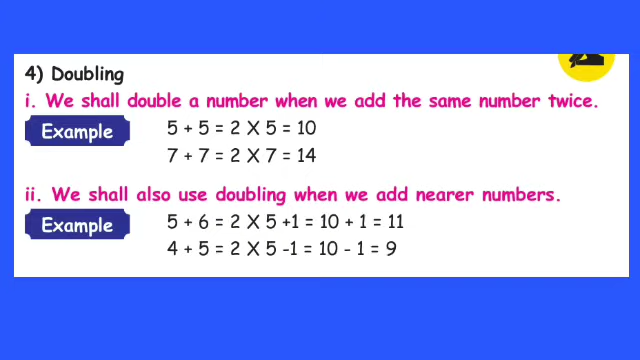 4) Doubling
i. We shall double a number when we add the same number twice.
Example 5 + 5 = 2 X 5 = 10
7 + 7 = 2 X 7 = 14
ii. We shall also use doubling when we add nearer numbers.
Example 5 + 6 = 2 X 5 +1 = 10 + 1 = 11
4 + 5 = 2 X 5 -1 = 10 - 1 = 9